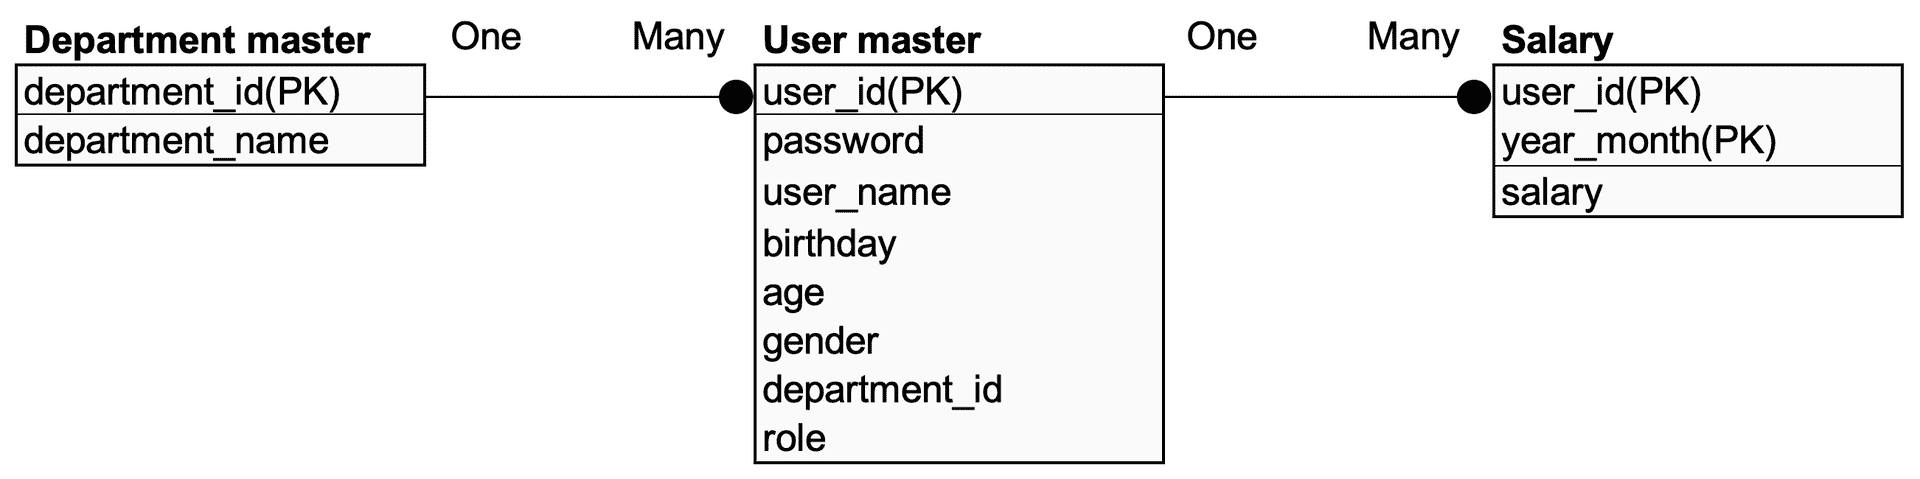 Department master
department_id(PK)
department_name
One
Many
User master
user_id(PK)
password
user_name
birthday
age
gender
department_id
role
One
Many
Salary
user_id(PK)
year_month(PK)
salary